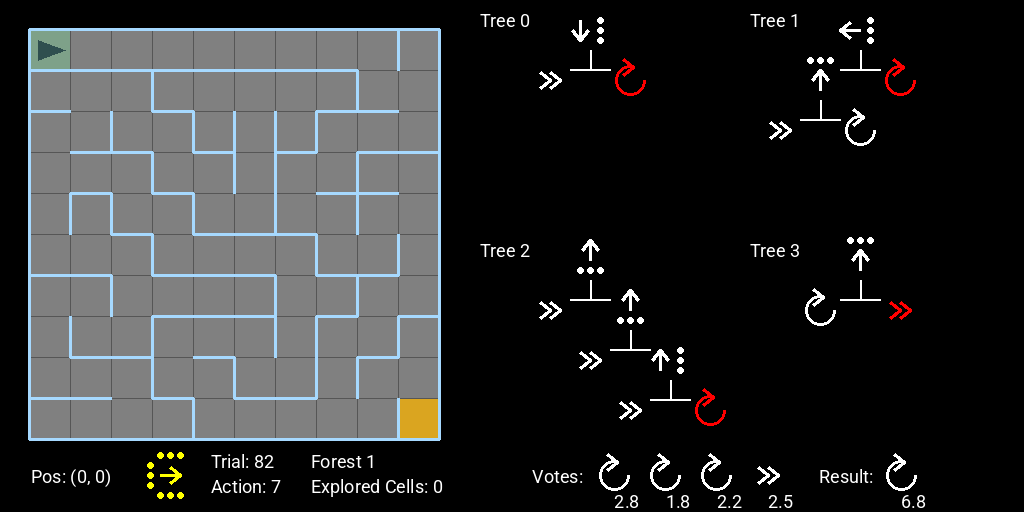 Tree 0
Tree 1
Tree 2
Tree 3
Pos: (0, 0)
Trial: 82
Forest 1
Action: 7
Explored Cells: 0
Votes:
2.8
1.8
2.2
2.5
Result:
6.8